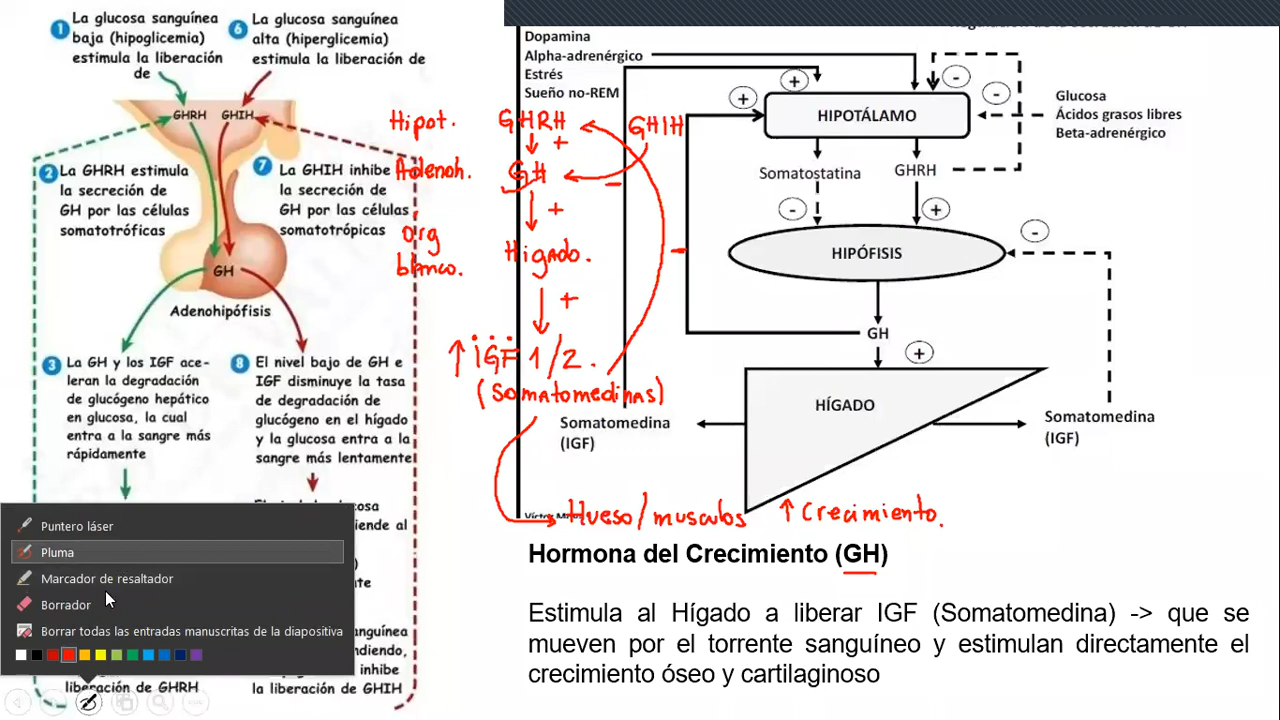 1 La glucosa sanguínea
baja (hipoglicemia)
estimula la liberación
de
6 La glucosa sanguínea
alta (hiperglicemia)
estimula la liberación de
GHRH GHIH
2 La GHRH estimula
la secreción de
GH por las células
somatotróficas
7 La GHIH inhibe
la secreción de
GH por las células
somatotrópicas
GH
Adenohipófisis
3 La GH y los IGF ace-
leran la degradación
de glucógeno hepático
en glucosa, la cual
entra a la sangre más
rápidamente
8 El nivel bajo de GH e
IGF disminuye la tasa
de degradación de
glucógeno en el hígado
y la glucosa entra a la
sangre más lentamente
Puntero láser
Pluma
Marcador de resaltador
Borrador
Borrar todas las entradas manuscritas de la diapositiva
liberación de GHRH
la liberación de GHIH
Hipot. GHRH GHIH
+
Adenoh. GH
-
+
órg
blanco. Hígado.
-
+
↑ IGF 1/2.
(Somatomedinas)
Hueso/musculos ↑ Crecimiento.
Dopamina
Alpha-adrenérgico
Estrés
Sueño no-REM
+ + - -
HIPOTÁLAMO
Glucosa
Ácidos grasos libres
Beta-adrenérgico
Somatostatina GHRH
- + -
HIPÓFISIS
GH
+
HÍGADO
Somatomedina
(IGF)
Somatomedina
(IGF)
Hormona del Crecimiento (GH)
Estimula al Hígado a liberar IGF (Somatomedina) -> que se
mueven por el torrente sanguíneo y estimulan directamente el
crecimiento óseo y cartilaginoso